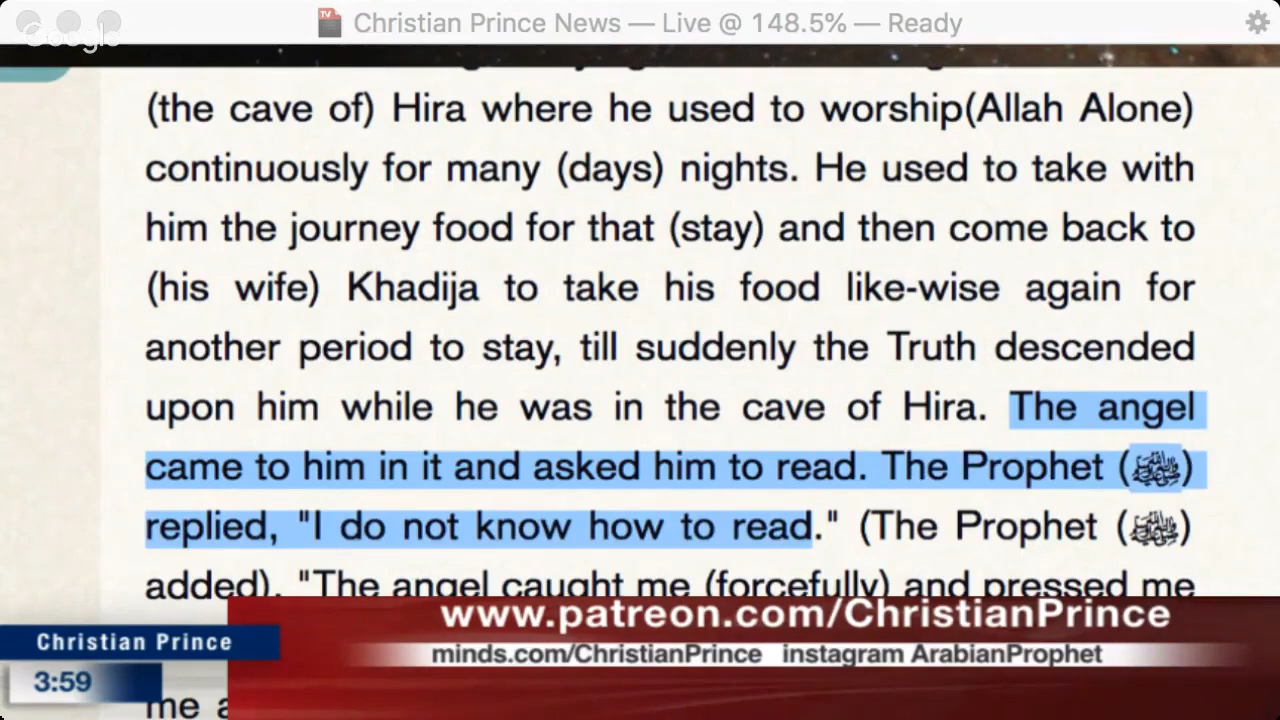 Christian Prince News — Live @ 148.5% — Ready
Google
(the cave of) Hira where he used to worship(Allah Alone)
continuously for many (days) nights. He used to take with
him the journey food for that (stay) and then come back to
(his wife) Khadija to take his food like-wise again for
another period to stay, till suddenly the Truth descended
upon him while he was in the cave of Hira. The angel
came to him in it and asked him to read. The Prophet (ﷺ)
replied, "I do not know how to read." (The Prophet (ﷺ)
added), "The angel caught me (forcefully) and pressed me
www.patreon.com/ChristianPrince
Christian Prince
minds.com/ChristianPrince instagram ArabianProphet
3:59
me